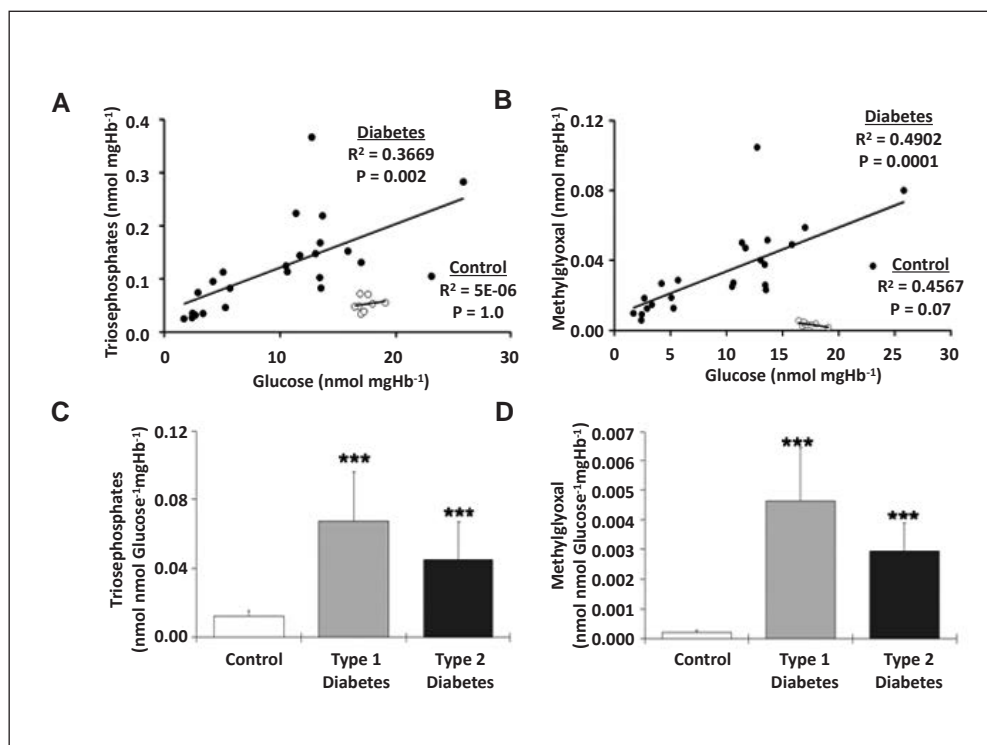 A
Triosephosphates (nmol mgHb⁻¹)
0.4
0.3
0.2
0.1
0.0
0
10
20
30
Glucose (nmol mgHb⁻¹)
Diabetes
R² = 0.3669
P = 0.002
Control
R² = 5E-06
P = 1.0
B
Methylglyoxal (nmol mgHb⁻¹)
0.12
0.08
0.04
0.00
0
5
10
15
20
25
30
Glucose (nmol mgHb⁻¹)
Diabetes
R² = 0.4902
P = 0.0001
Control
R² = 0.4567
P = 0.07
C
Triosephosphates
(nmol nmol Glucose⁻¹mgHb⁻¹)
0.12
0.08
0.04
0.00
***
***
Control
Type 1
Diabetes
Type 2
Diabetes
D
Methylglyoxal
(nmol nmol Glucose⁻¹mgHb⁻¹)
0.007
0.006
0.005
0.004
0.003
0.002
0.001
0.000
***
***
Control
Type 1
Diabetes
Type 2
Diabetes